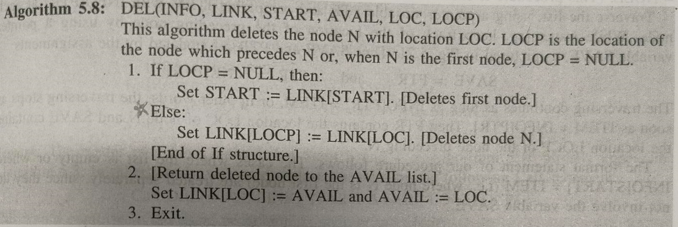 Algorithm 5.8: DEL(INFO, LINK, START, AVAIL, LOC, LOCP)
This algorithm deletes the node N with location LOC. LOCP is the location of
the node which precedes N or, when N is the first node, LOCP = NULL.
1. If LOCP = NULL, then:
Set START := LINK[START]. [Deletes first node.]
Else:
Set LINK[LOCP] := LINK[LOC]. [Deletes node N.]
[End of If structure.]
2. [Return deleted node to the AVAIL list.]
Set LINK[LOC] := AVAIL and AVAIL := LOC.
3. Exit.